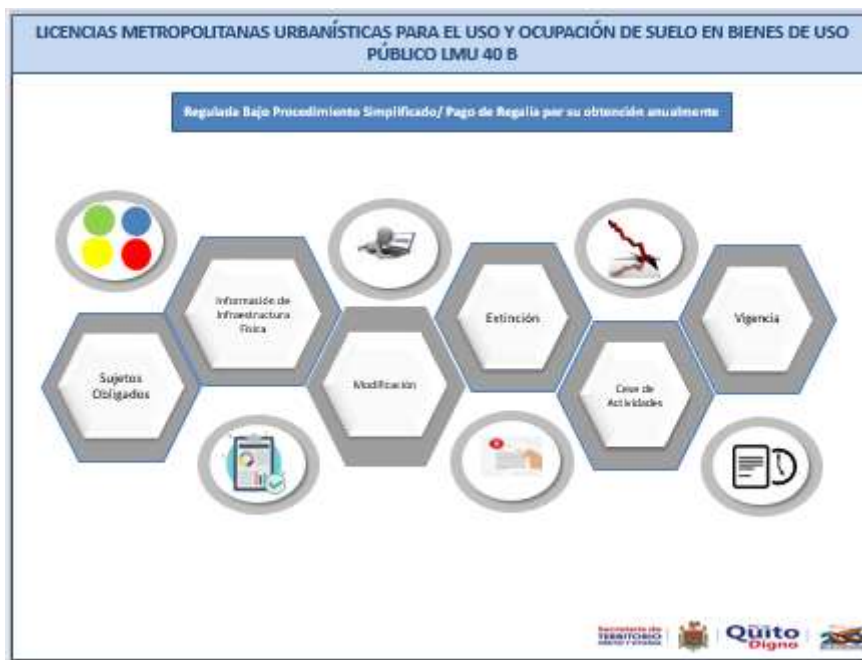 LICENCIAS METROPOLITANAS URBANÍSTICAS PARA EL USO Y OCUPACIÓN DE SUELO EN BIENES DE USO
PÚBLICO LMU 40 B
Regulada Bajo Procedimiento Simplificado/ Pago de Regalía por su obtención anualmente
Sujetos
Obligados
Información de
Infraestructura
Física
Modificación
Extinción
Cese de
Actividades
Vigencia
Secretaría de
TERRITORIO
Quito
Digno